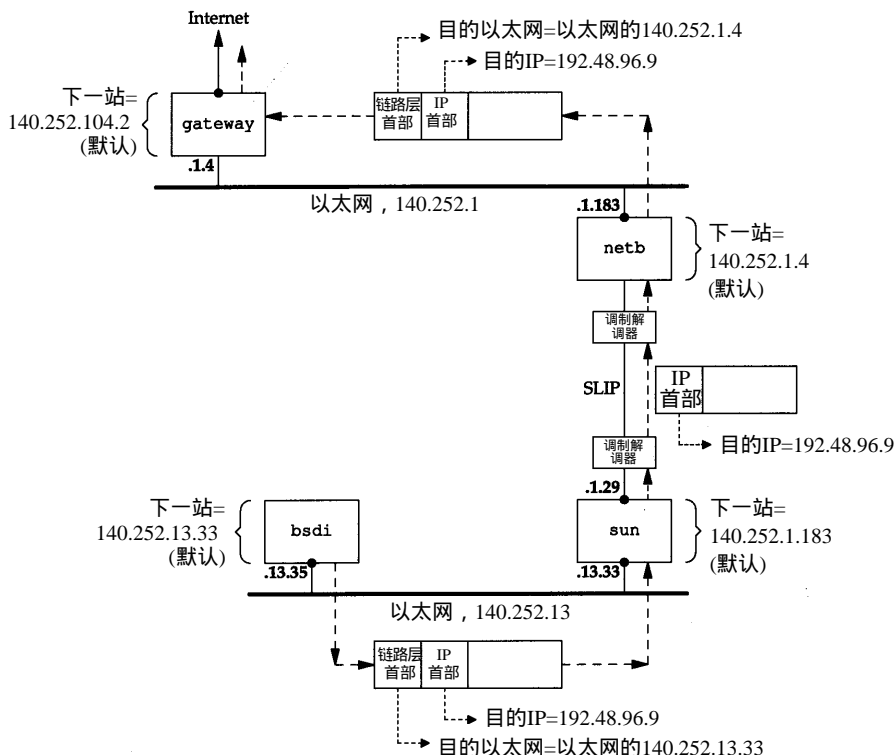 Internet
目的以太网=以太网的140.252.1.4
目的IP=192.48.96.9
下一站=
140.252.104.2
(默认)
gateway
链路层
首部
IP
首部
.1.4
以太网，140.252.1
.1.183
netb
下一站=
140.252.1.4
(默认)
调制解
调器
SLIP
IP
首部
目的IP=192.48.96.9
调制解
调器
.1.29
下一站=
140.252.13.33
(默认)
bsdi
sun
下一站=
140.252.1.183
(默认)
.13.35
.13.33
以太网，140.252.13
链路层
首部
IP
首部
目的IP=192.48.96.9
目的以太网=以太网的140.252.13.33